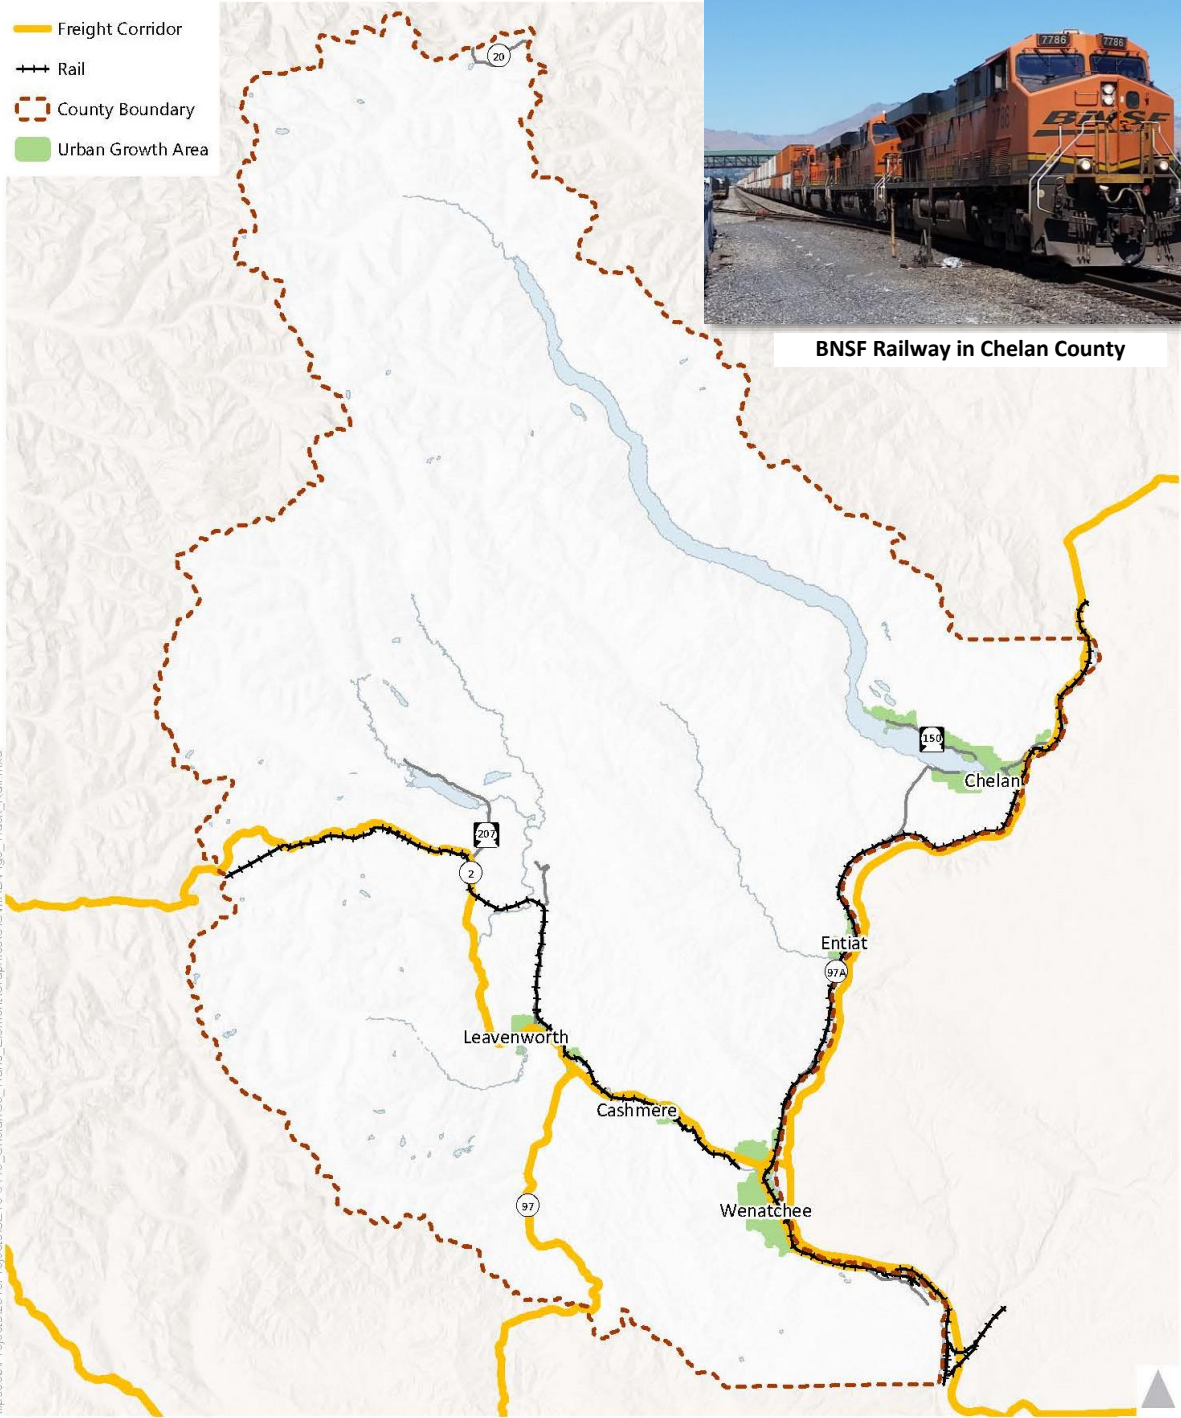 Freight Corridor
Rail
County Boundary
Urban Growth Area
20
7786
7786
BNSF
BNSF Railway in Chelan County
150
Chelan
207
2
Entiat
97A
Leavenworth
Cashmere
97
Wenatchee